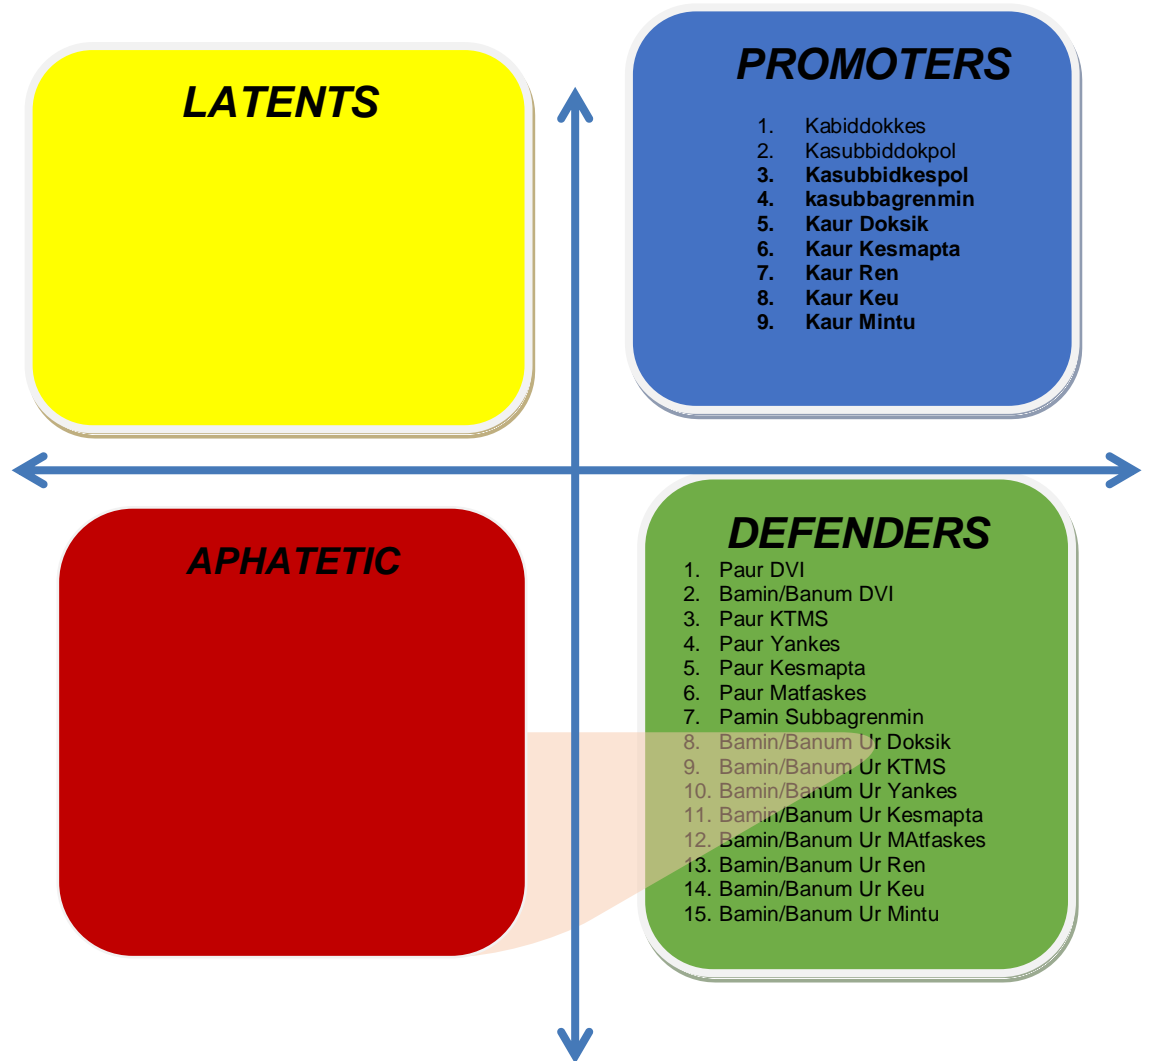 LATENTS
PROMOTERS
1. Kabiddokkes
2. Kasubbiddokpol
3. Kasubbidkespol
4. kasubbagrenmin
5. Kaur Doksik
6. Kaur Kesmapta
7. Kaur Ren
8. Kaur Keu
9. Kaur Mintu
APHATETIC
DEFENDERS
1. Paur DVI
2. Bamin/Banum DVI
3. Paur KTMS
4. Paur Yankes
5. Paur Kesmapta
6. Paur Matfaskes
7. Pamin Subbagrenmin
8. Bamin/Banum Ur Doksik
9. Bamin/Banum Ur KTMS
10. Bamin/Banum Ur Yankes
11. Bamin/Banum Ur Kesmapta
12. Bamin/Banum Ur MAtfaskes
13. Bamin/Banum Ur Ren
14. Bamin/Banum Ur Keu
15. Bamin/Banum Ur Mintu